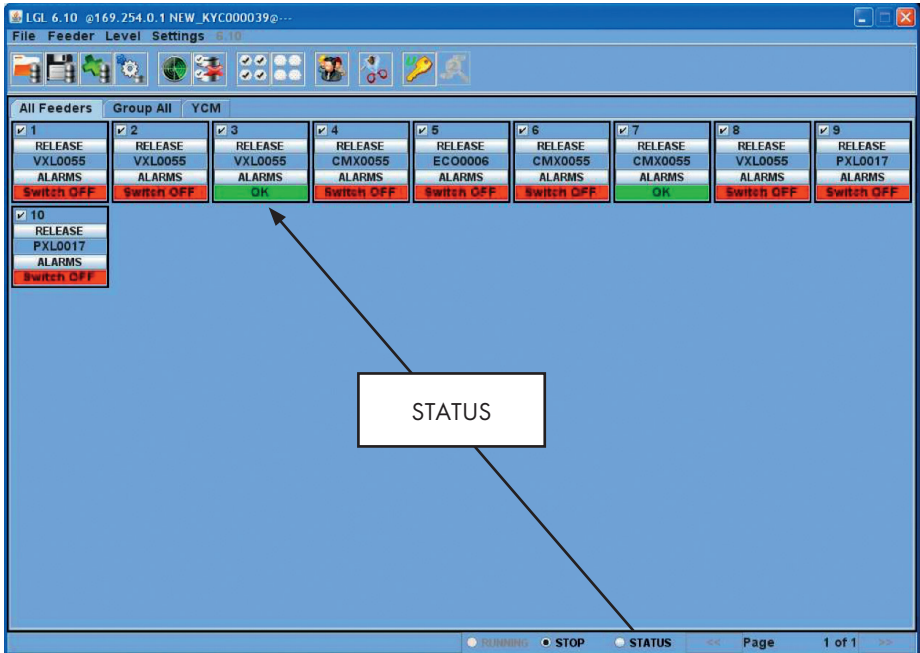 LGL 6.10 @169.254.0.1 NEW_KYC000039@---
File Feeder Level Settings 6.10
All Feeders Group All YCM
1 2 3 4 5 6 7 8 9
RELEASE RELEASE RELEASE RELEASE RELEASE RELEASE RELEASE RELEASE RELEASE
VXL0055 VXL0055 VXL0055 CMX0055 ECO0006 CMX0055 CMX0055 VXL0055 PXL0017
ALARMS ALARMS ALARMS ALARMS ALARMS ALARMS ALARMS ALARMS ALARMS
Switch OFF Switch OFF OK Switch OFF Switch OFF Switch OFF OK Switch OFF Switch OFF
10
RELEASE
PXL0017
ALARMS
Switch OFF
STATUS
RUNNING STOP STATUS << Page 1 of 1 >>